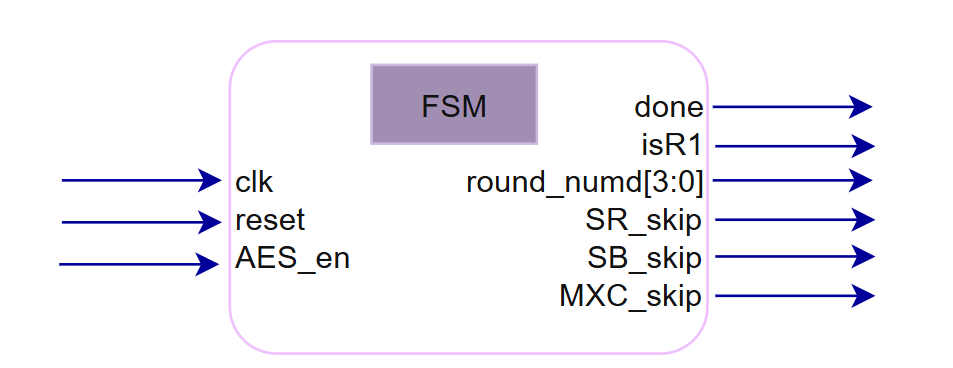 FSM
clk
reset
AES_en
done
isR1
round_numd[3:0]
SR_skip
SB_skip
MXC_skip